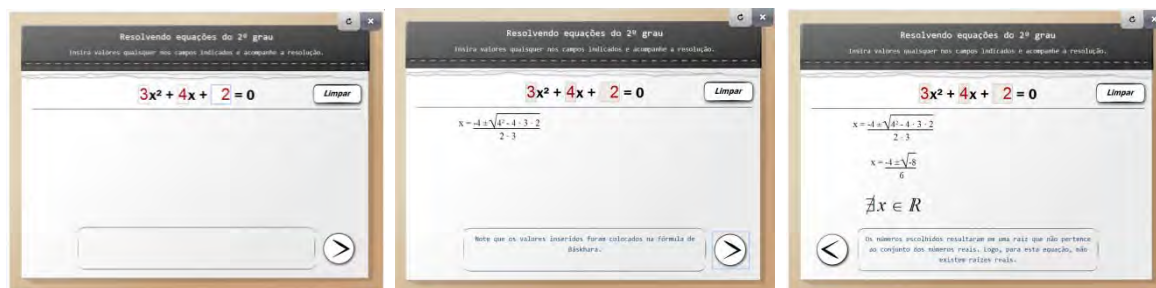 Resolvendo equações do 2º grau
Insira valores quaisquer nos campos indicados e acompanhe a resolução.
3x² + 4x + 2 = 0
Limpar
Resolvendo equações do 2º grau
Insira valores quaisquer nos campos indicados e acompanhe a resolução.
3x² + 4x + 2 = 0
Limpar
x = -4 ± √4² - 4 · 3 · 2
2 · 3
Note que os valores inseridos foram colocados na fórmula de
Báskhara.
Resolvendo equações do 2º grau
Insira valores quaisquer nos campos indicados e acompanhe a resolução.
3x² + 4x + 2 = 0
Limpar
x = -4 ± √4² - 4 · 3 · 2
2 · 3
x = -4 ± √-8
6
∄x ∈ R
Os números escolhidos resultaram em uma raiz que não pertence
ao conjunto dos números reais. Logo, para esta equação, não
existem raízes reais.